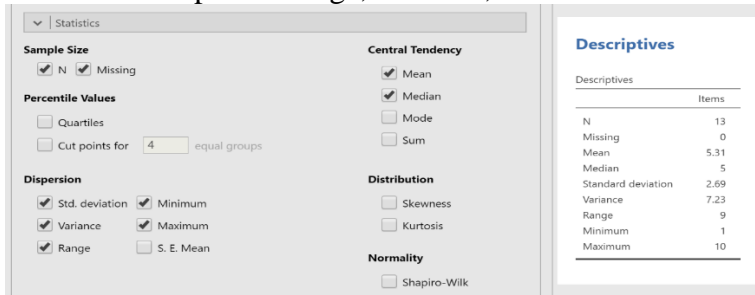 Statistics
Sample Size
N Missing
Percentile Values
Quartiles
Cut points for 4 equal groups
Dispersion
Std. deviation Minimum
Variance Maximum
Range S. E. Mean
Central Tendency
Mean
Median
Mode
Sum
Distribution
Skewness
Kurtosis
Normality
Shapiro-Wilk
Descriptives
Descriptives
Items
N 13
Missing 0
Mean 5.31
Median 5
Standard deviation 2.69
Variance 7.23
Range 9
Minimum 1
Maximum 10